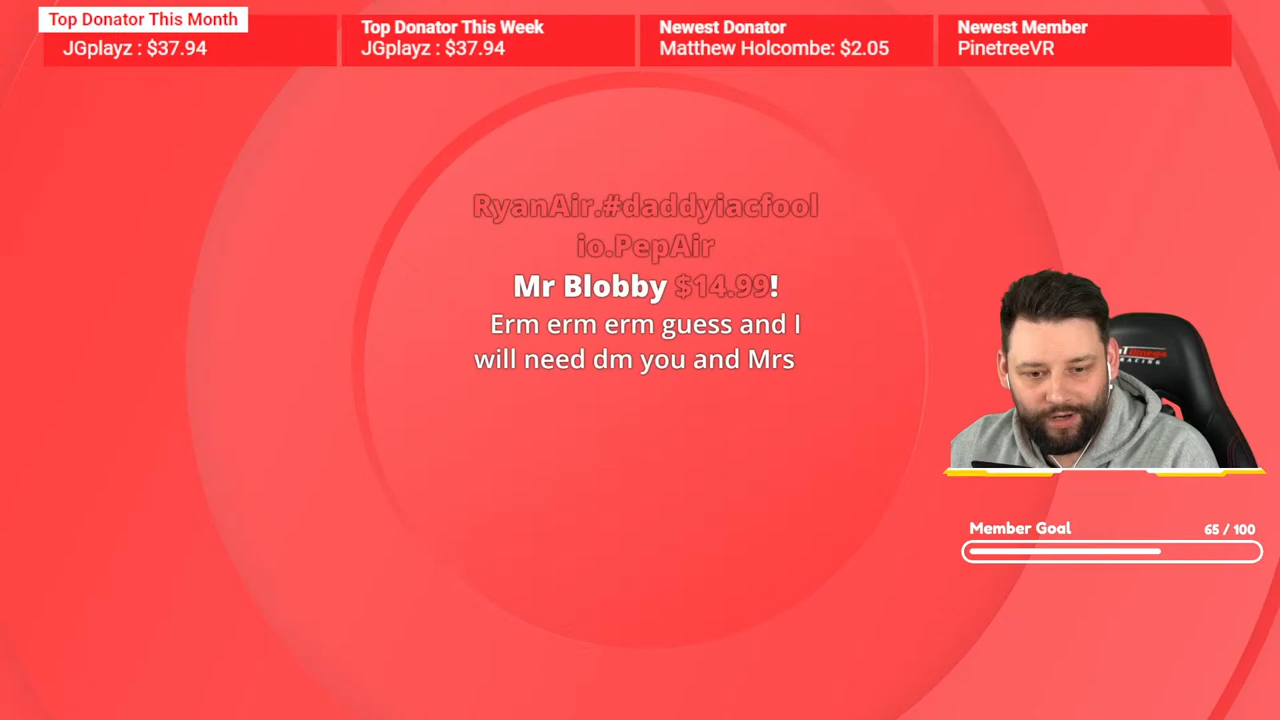 Top Donator This Month
JGplayz : $37.94
Top Donator This Week
JGplayz : $37.94
Newest Donator
Matthew Holcombe: $2.05
Newest Member
PinetreeVR
RyanAir.#daddyiacfool
io.PepAir
Mr Blobby $14.99!
Erm erm erm guess and I
will need dm you and Mrs
RACING
Member Goal
65 / 100